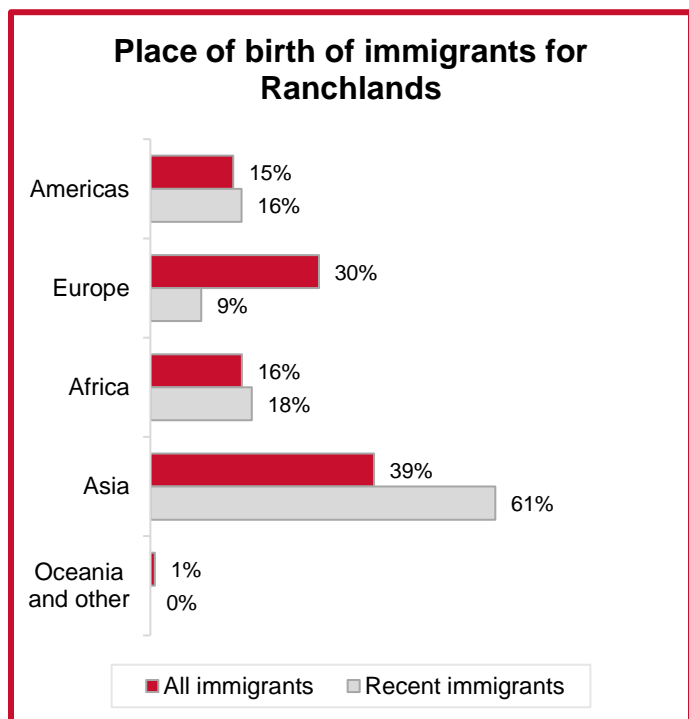 Place of birth of immigrants for
Ranchlands
Americas
15%
16%
Europe
30%
9%
Africa
16%
18%
Asia
39%
61%
Oceania
and other
1%
0%
All immigrants
Recent immigrants